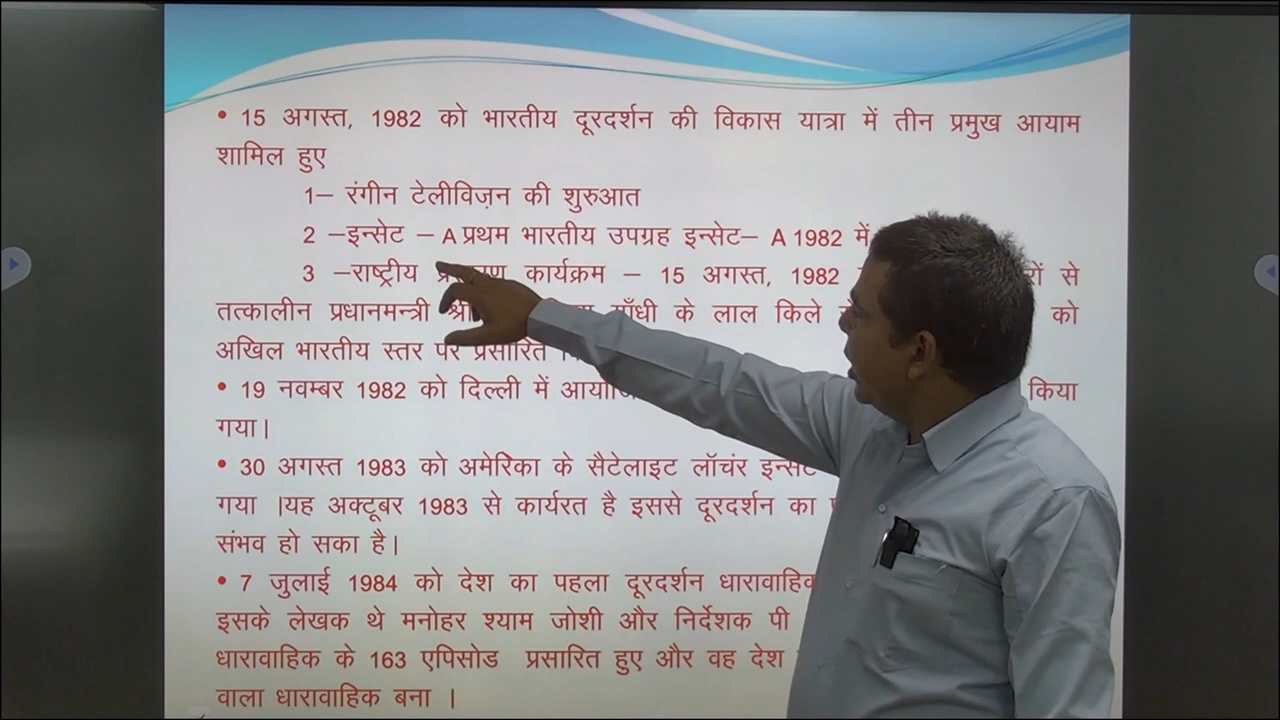 • 15 अगस्त, 1982 को भारतीय दूरदर्शन की विकास यात्रा में तीन प्रमुख आयाम
शामिल हुए
1– रंगीन टेलीविज़न की शुरुआत
2 –इन्सेट – A प्रथम भारतीय उपग्रह इन्सेट– A 1982 में
3 –राष्ट्रीय कार्यक्रम – 15 अगस्त, 1982 से
तत्कालीन प्रधानमन्त्री गाँधी के लाल किले को
अखिल भारतीय स्तर पर प्रसारित
• 19 नवम्बर 1982 को दिल्ली में किया
गया।
• 30 अगस्त 1983 को अमेरिका के सैटेलाइट लॉचंर इन्सेट
गया ।यह अक्टूबर 1983 से कार्यरत है इससे दूरदर्शन का
संभव हो सका है।
• 7 जुलाई 1984 को देश का पहला दूरदर्शन धारावाहिक
इसके लेखक थे मनोहर श्याम जोशी और निर्देशक पी
धारावाहिक के 163 एपिसोड प्रसारित हुए और वह देश
वाला धारावाहिक बना ।